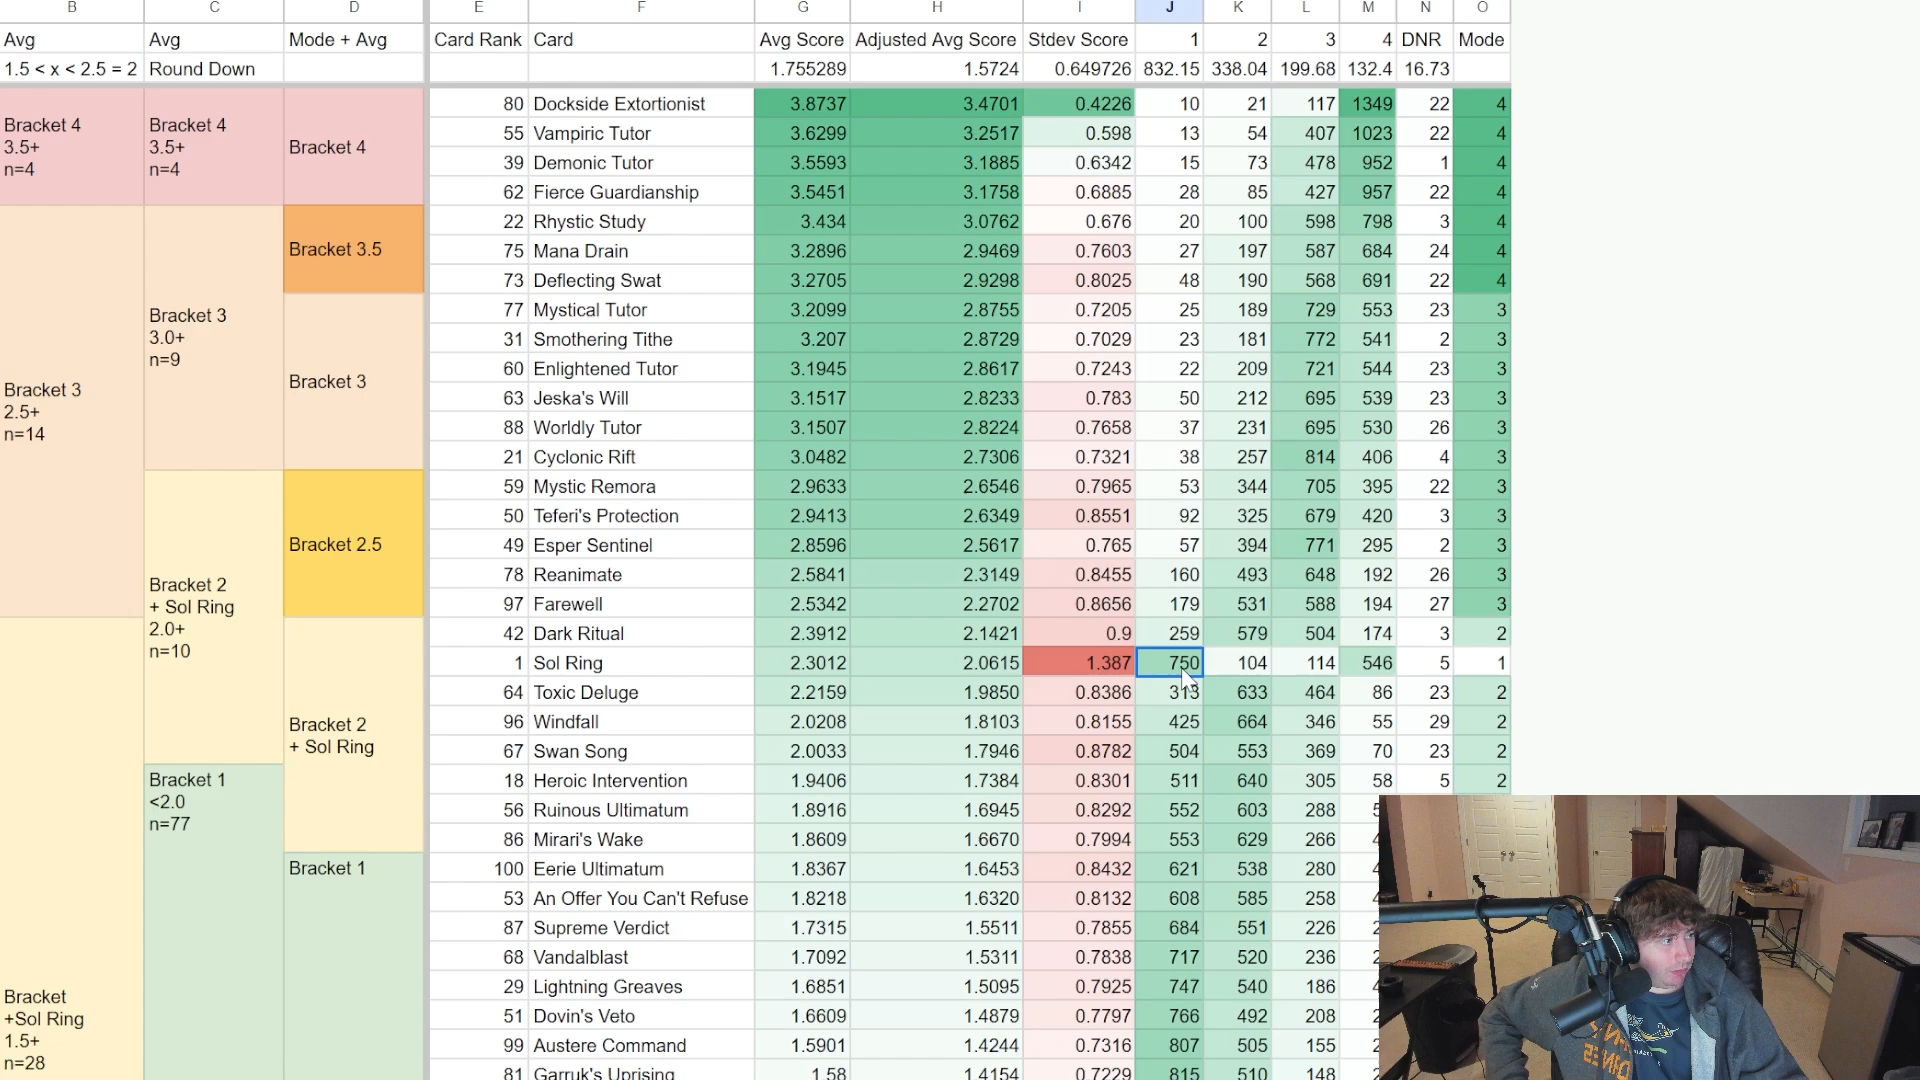 B C D E F G H I J K L M N O
Avg Avg Mode + Avg Card Rank Card Avg Score Adjusted Avg Score Stdev Score 1 2 3 4 DNR Mode
1.5 < x < 2.5 = 2 Round Down 1.755289 1.5724 0.649726 832.15 338.04 199.68 132.4 16.73
Bracket 4
3.5+
n=4
Bracket 3
2.5+
n=14
Bracket
+Sol Ring
1.5+
n=28
Bracket 4
3.5+
n=4
Bracket 3
3.0+
n=9
Bracket 2
+ Sol Ring
2.0+
n=10
Bracket 1
<2.0
n=77
Bracket 4
Bracket 3.5
Bracket 3
Bracket 2.5
Bracket 2
+ Sol Ring
Bracket 1
80 Dockside Extortionist 3.8737 3.4701 0.4226 10 21 117 1349 22 4
55 Vampiric Tutor 3.6299 3.2517 0.598 13 54 407 1023 22 4
39 Demonic Tutor 3.5593 3.1885 0.6342 15 73 478 952 1 4
62 Fierce Guardianship 3.5451 3.1758 0.6885 28 85 427 957 22 4
22 Rhystic Study 3.434 3.0762 0.676 20 100 598 798 3 4
75 Mana Drain 3.2896 2.9469 0.7603 27 197 587 684 24 4
73 Deflecting Swat 3.2705 2.9298 0.8025 48 190 568 691 22 4
77 Mystical Tutor 3.2099 2.8755 0.7205 25 189 729 553 23 3
31 Smothering Tithe 3.207 2.8729 0.7029 23 181 772 541 2 3
60 Enlightened Tutor 3.1945 2.8617 0.7243 22 209 721 544 23 3
63 Jeska's Will 3.1517 2.8233 0.783 50 212 695 539 23 3
88 Worldly Tutor 3.1507 2.8224 0.7658 37 231 695 530 26 3
21 Cyclonic Rift 3.0482 2.7306 0.7321 38 257 814 406 4 3
59 Mystic Remora 2.9633 2.6546 0.7965 53 344 705 395 22 3
50 Teferi's Protection 2.9413 2.6349 0.8551 92 325 679 420 3 3
49 Esper Sentinel 2.8596 2.5617 0.765 57 394 771 295 2 3
78 Reanimate 2.5841 2.3149 0.8455 160 493 648 192 26 3
97 Farewell 2.5342 2.2702 0.8656 179 531 588 194 27 3
42 Dark Ritual 2.3912 2.1421 0.9 259 579 504 174 3 2
1 Sol Ring 2.3012 2.0615 1.387 750 104 114 546 5 1
64 Toxic Deluge 2.2159 1.9850 0.8386 313 633 464 86 23 2
96 Windfall 2.0208 1.8103 0.8155 425 664 346 55 29 2
67 Swan Song 2.0033 1.7946 0.8782 504 553 369 70 23 2
18 Heroic Intervention 1.9406 1.7384 0.8301 511 640 305 58 5 2
56 Ruinous Ultimatum 1.8916 1.6945 0.8292 552 603 288
86 Mirari's Wake 1.8609 1.6670 0.7994 553 629 266
100 Eerie Ultimatum 1.8367 1.6453 0.8432 621 538 280
53 An Offer You Can't Refuse 1.8218 1.6320 0.8132 608 585 258
87 Supreme Verdict 1.7315 1.5511 0.7855 684 551 226
68 Vandalblast 1.7092 1.5311 0.7838 717 520 236
29 Lightning Greaves 1.6851 1.5095 0.7925 747 540 186
51 Dovin's Veto 1.6609 1.4879 0.7797 766 492 208
99 Austere Command 1.5901 1.4244 0.7316 807 505 155
81 Garruk's Uprising 1.58 1.4154 0.7229 815 510 148